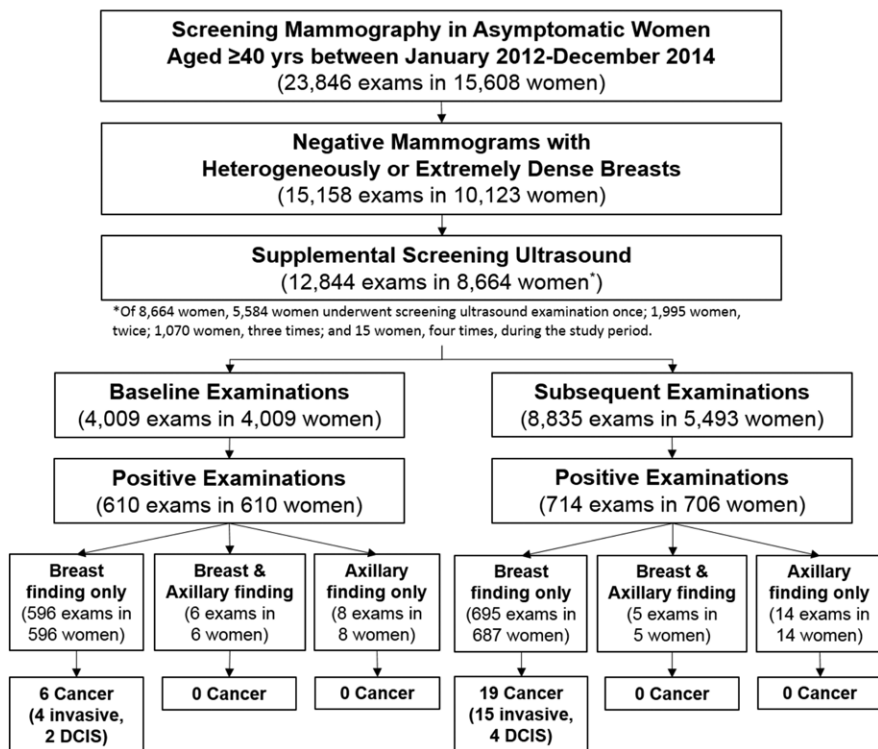 Screening Mammography in Asymptomatic Women
Aged ≥40 yrs between January 2012-December 2014
(23,846 exams in 15,608 women)
Negative Mammograms with
Heterogeneously or Extremely Dense Breasts
(15,158 exams in 10,123 women)
Supplemental Screening Ultrasound
(12,844 exams in 8,664 women*)
*Of 8,664 women, 5,584 women underwent screening ultrasound examination once; 1,995 women,
twice; 1,070 women, three times; and 15 women, four times, during the study period.
Baseline Examinations
(4,009 exams in 4,009 women)
Subsequent Examinations
(8,835 exams in 5,493 women)
Positive Examinations
(610 exams in 610 women)
Positive Examinations
(714 exams in 706 women)
Breast
finding only
(596 exams in
596 women)
Breast &
Axillary finding
(6 exams in
6 women)
Axillary
finding only
(8 exams in
8 women)
Breast
finding only
(695 exams in
687 women)
Breast &
Axillary finding
(5 exams in
5 women)
Axillary
finding only
(14 exams in
14 women)
6 Cancer
(4 invasive,
2 DCIS)
0 Cancer
0 Cancer
19 Cancer
(15 invasive,
4 DCIS)
0 Cancer
0 Cancer